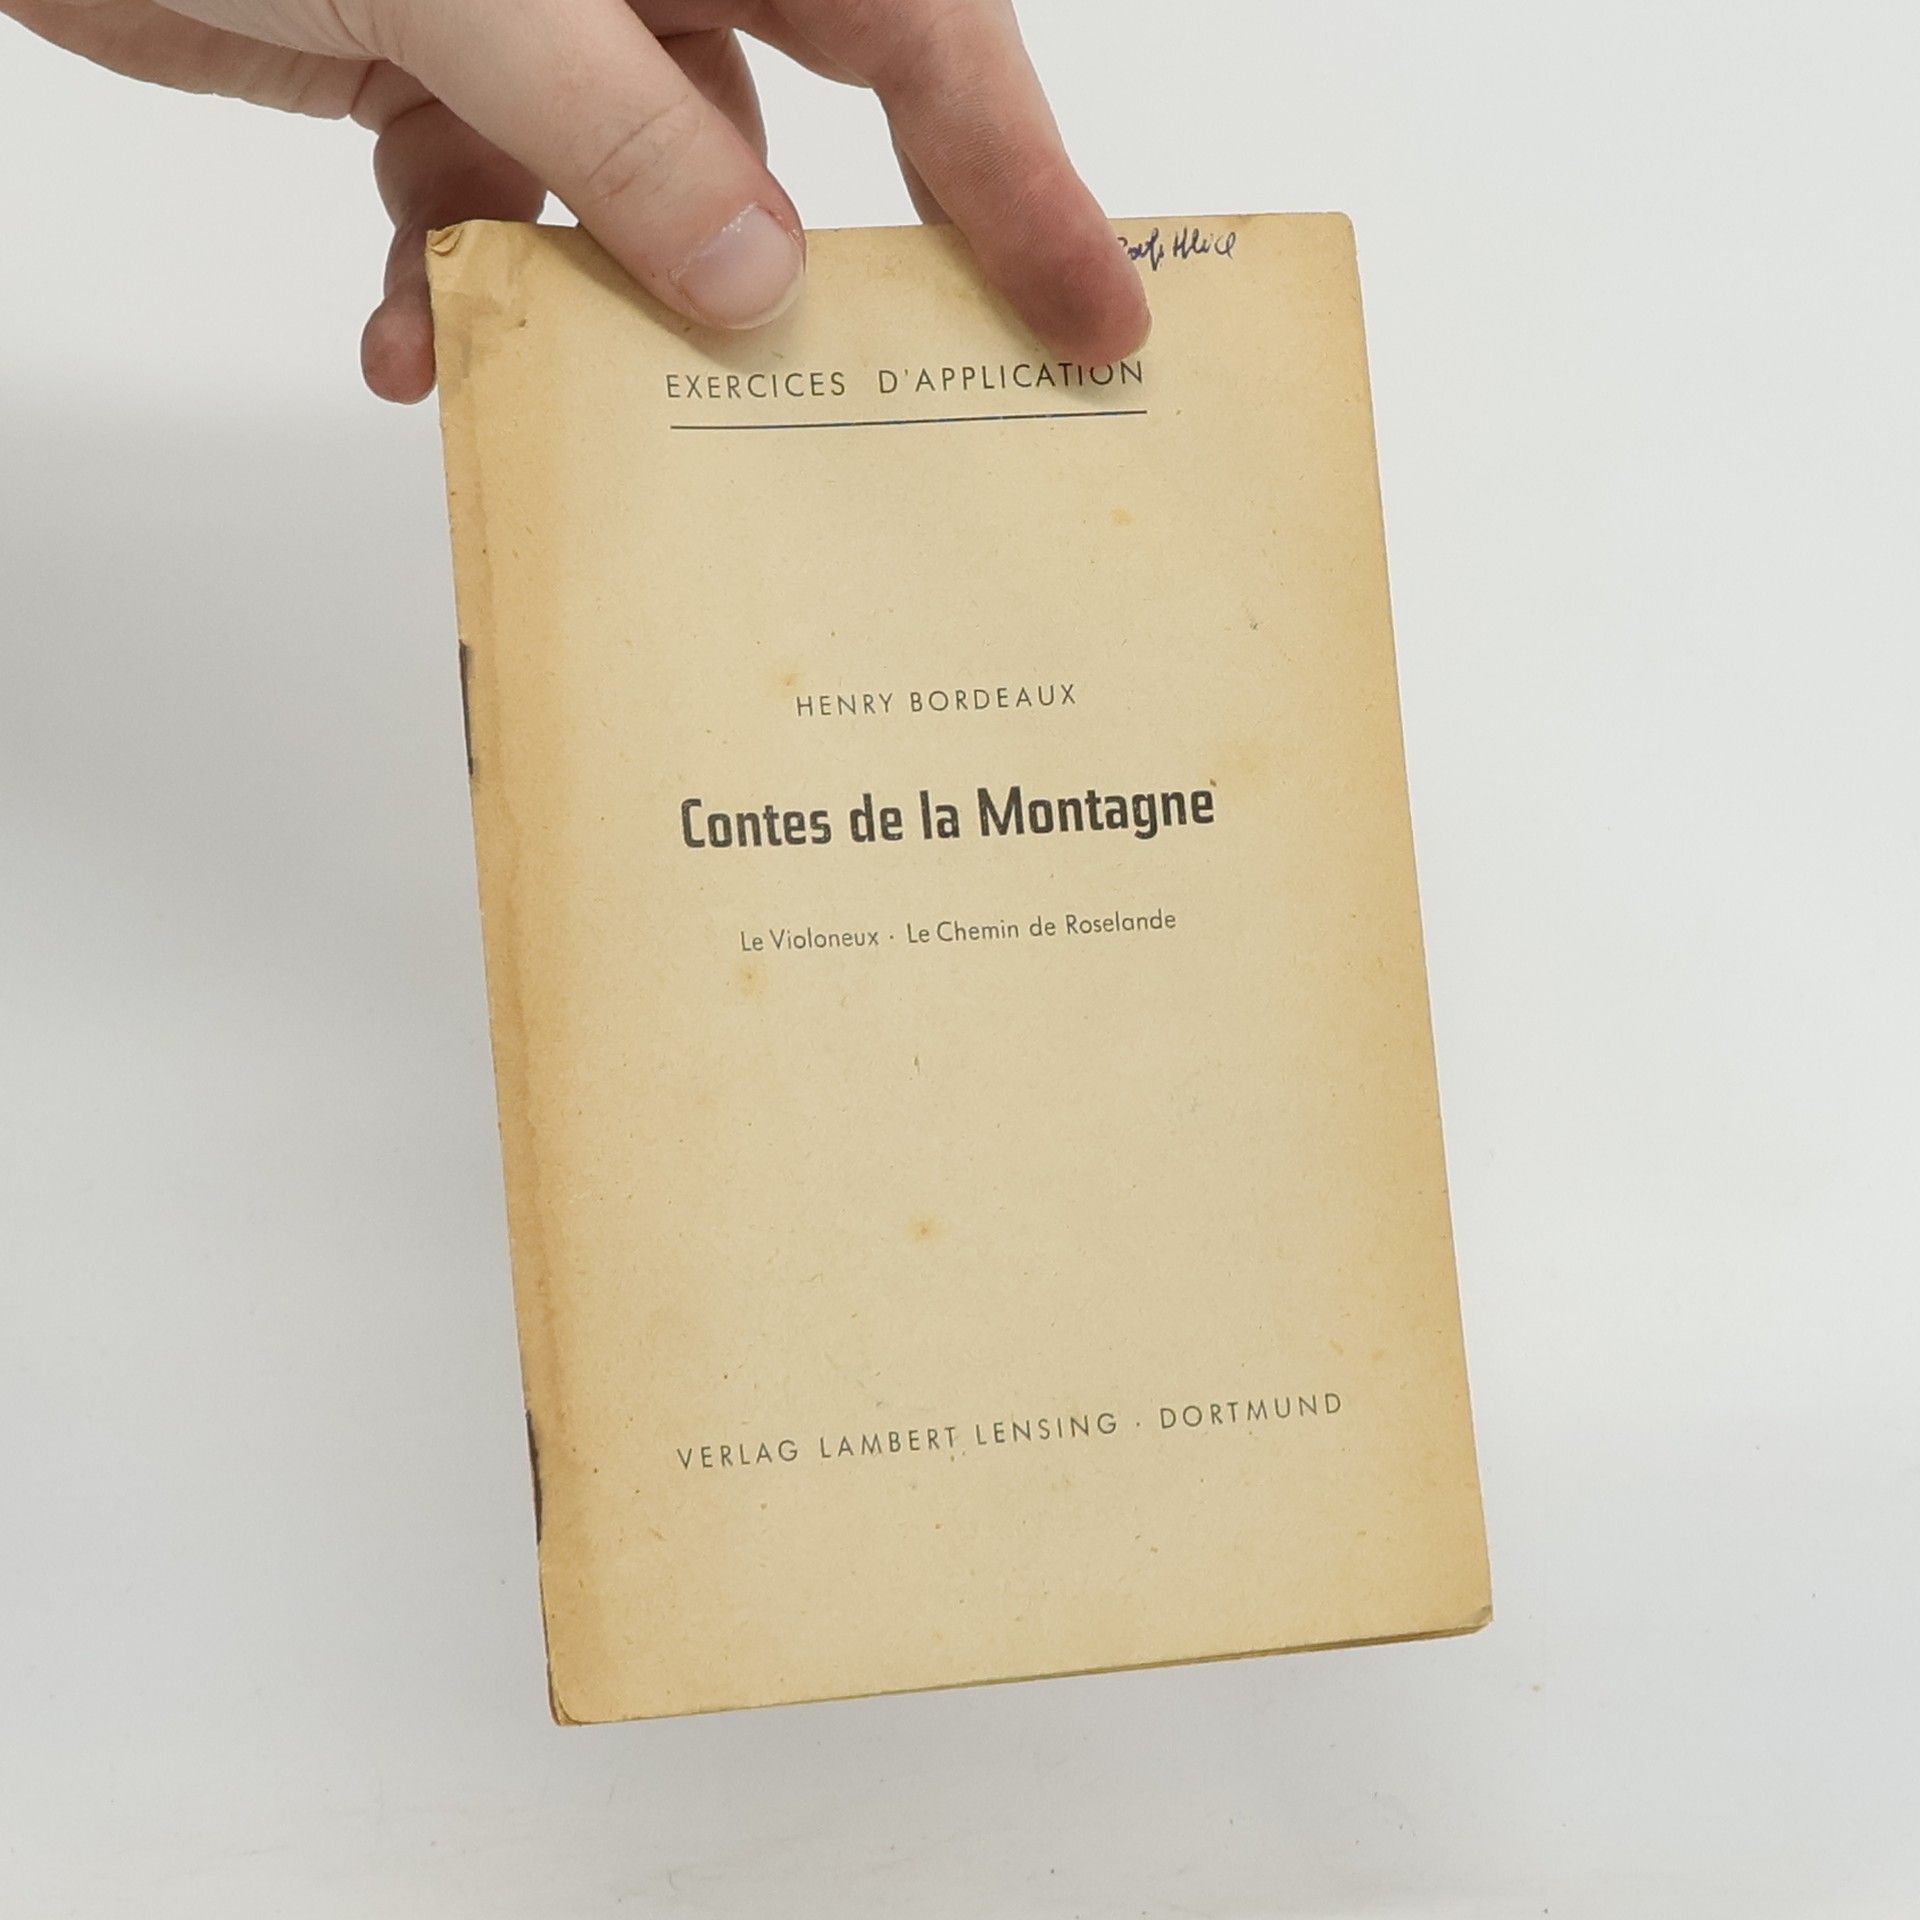 EXERCICES D'APPLICATION
HENRY BORDEAUX
Contes de la Montagne
Le Violoneux · Le Chemin de Roselande
VERLAG LAMBERT LENSING · DORTMUND